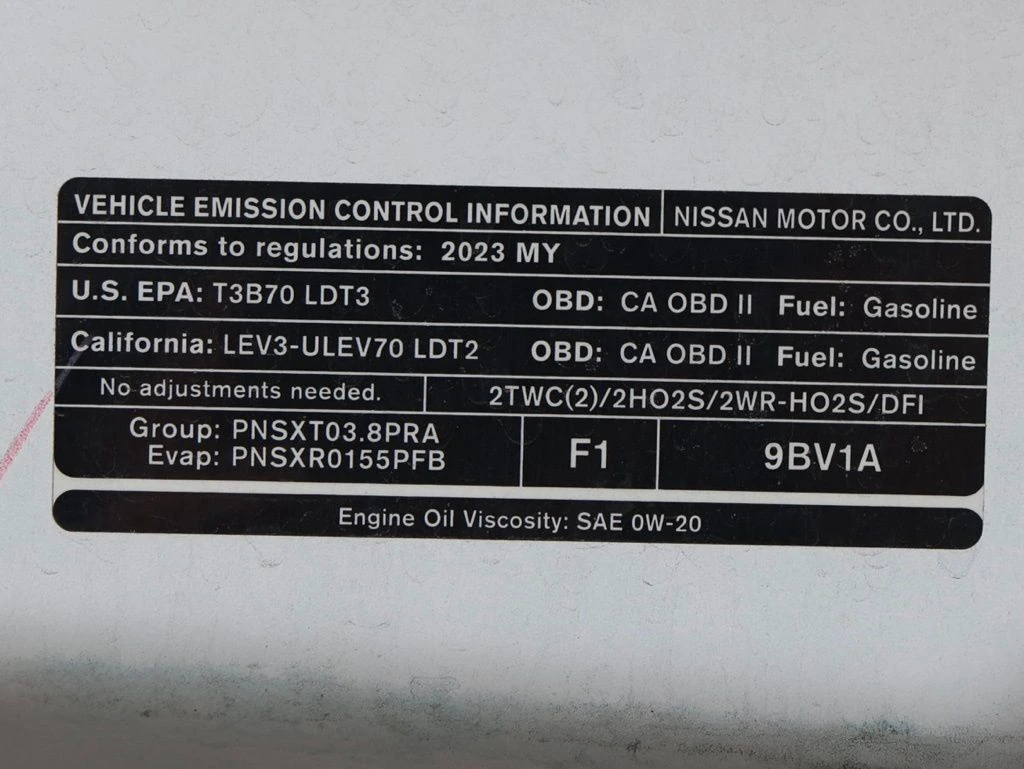 VEHICLE EMISSION CONTROL INFORMATION NISSAN MOTOR CO., LTD.
Conforms to regulations: 2023 MY
U.S. EPA: T3B70 LDT3 OBD: CA OBD II Fuel: Gasoline
California: LEV3-ULEV70 LDT2 OBD: CA OBD II Fuel: Gasoline
No adjustments needed. 2TWC(2)/2HO2S/2WR-HO2S/DFI
Group: PNSXT03.8PRA
Evap: PNSXR0155PFB
F1 9BV1A
Engine Oil Viscosity: SAE 0W-20